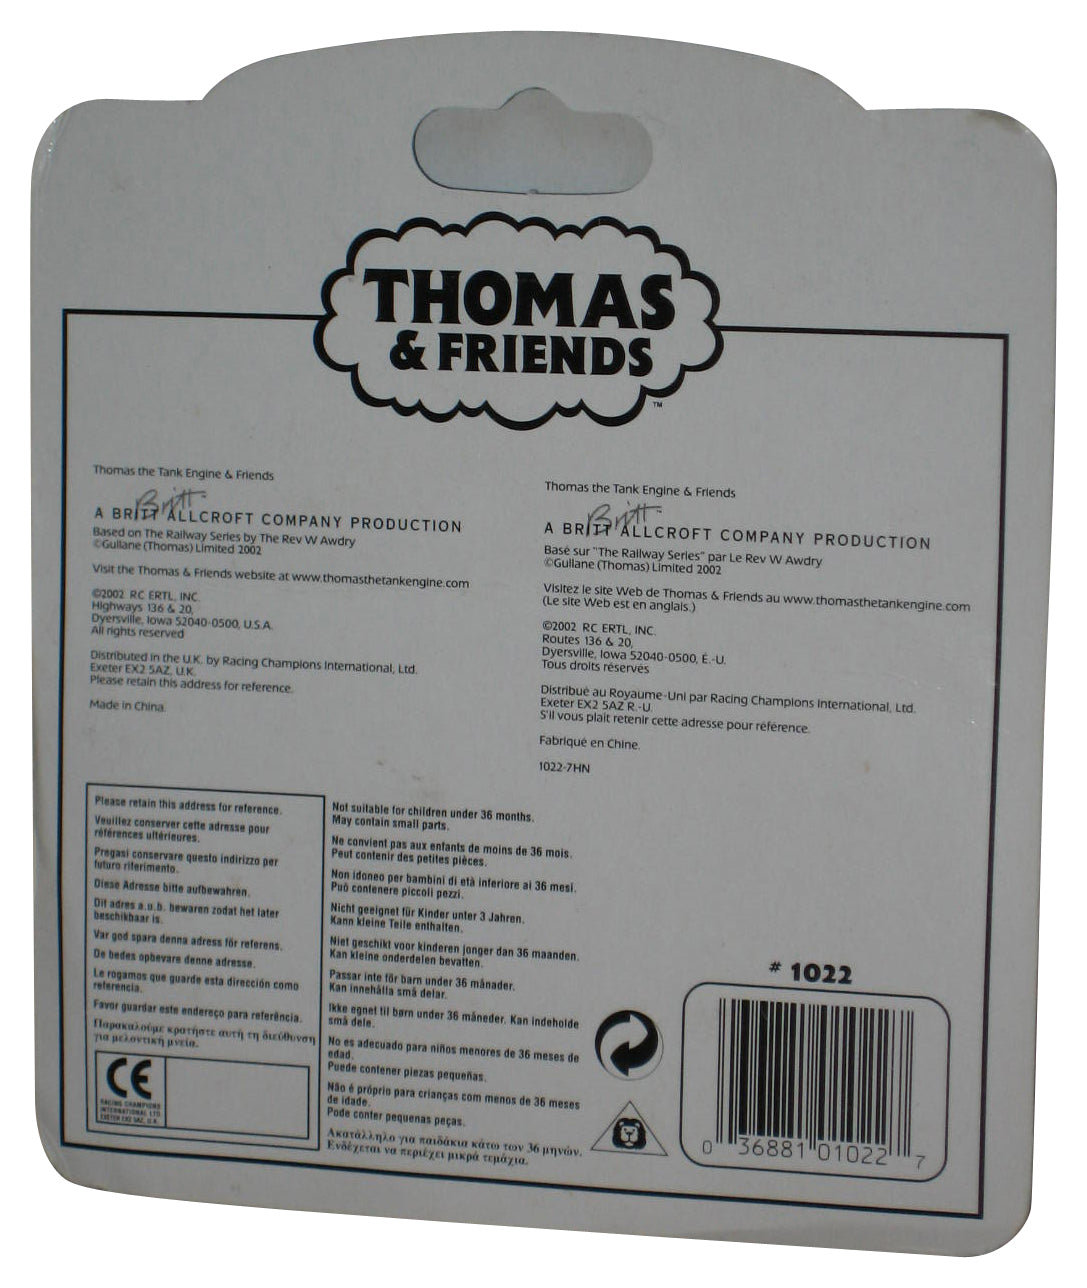 THOMAS
& FRIENDS
™
Thomas the Tank Engine & Friends
Britt
A BRITT ALLCROFT COMPANY PRODUCTION
Based on The Railway Series by The Rev W Awdry
©Gullane (Thomas) Limited 2002
Visit the Thomas & Friends website at www.thomasthetankengine.com
©2002 RC ERTL, INC.
Highways 136 & 20,
Dyersville, Iowa 52040-0500, U.S.A.
All rights reserved
Distributed in the U.K. by Racing Champions International, Ltd.
Exeter EX2 5AZ, U.K.
Please retain this address for reference.
Made in China.
Thomas the Tank Engine & Friends
Britt
A BRITT ALLCROFT COMPANY PRODUCTION
Basé sur "The Railway Series" par Le Rev W Awdry
©Gullane (Thomas) Limited 2002
Visitez le site Web de Thomas & Friends au www.thomasthetankengine.com
(Le site Web est en anglais.)
©2002 RC ERTL, INC.
Routes 136 & 20,
Dyersville, Iowa 52040-0500, É.-U.
Tous droits réservés
Distribué au Royaume-Uni par Racing Champions International, Ltd.
Exeter EX2 5AZ R.-U.
S'il vous plaît retenir cette adresse pour référence.
Fabriqué en Chine.
1022-7HN
Please retain this address for reference.
Veuillez conserver cette adresse pour
références ultérieures.
Pregasi conservare questo indirizzo per
futuro riferimento.
Diese Adresse bitte aufbewahren.
Dit adres a.u.b. bewaren zodat het later
beschikbaar is.
Var god spara denna adress för referens.
De bedes opbevare denne adresse.
Le rogamos que guarde esta dirección como
referencia.
Favor guardar este endereço para referência.
Παρακαλούμε κρατήστε αυτή τη διεύθυνση
για μελοντική μνεία.
CE
RACING CHAMPIONS
INTERNATIONAL LTD
EXETER EX2 5AZ, U.K.
Not suitable for children under 36 months.
May contain small parts.
Ne convient pas aux enfants de moins de 36 mois.
Peut contenir des petites pièces.
Non idoneo per bambini di età inferiore ai 36 mesi.
Può contenere piccoli pezzi.
Nicht geeignet für Kinder unter 3 Jahren.
Kann kleine Teile enthalten.
Niet geschikt voor kinderen jonger dan 36 maanden.
Kan kleine onderdelen bevatten.
Passar inte för barn under 36 månader.
Kan innehålla små delar.
Ikke egnet til børn under 36 måneder. Kan indeholde
små dele.
No es adecuado para niños menores de 36 meses de
edad.
Puede contener piezas pequeñas.
Não é próprio para crianças com menos de 36 meses
de idade.
Pode conter pequenas peças.
Ακατάλληλο για παιδάκια κάτω των 36 μηνών.
Ενδέχεται να περιέχει μικρά τεμάχια.
# 1022
0 36881 01022 7